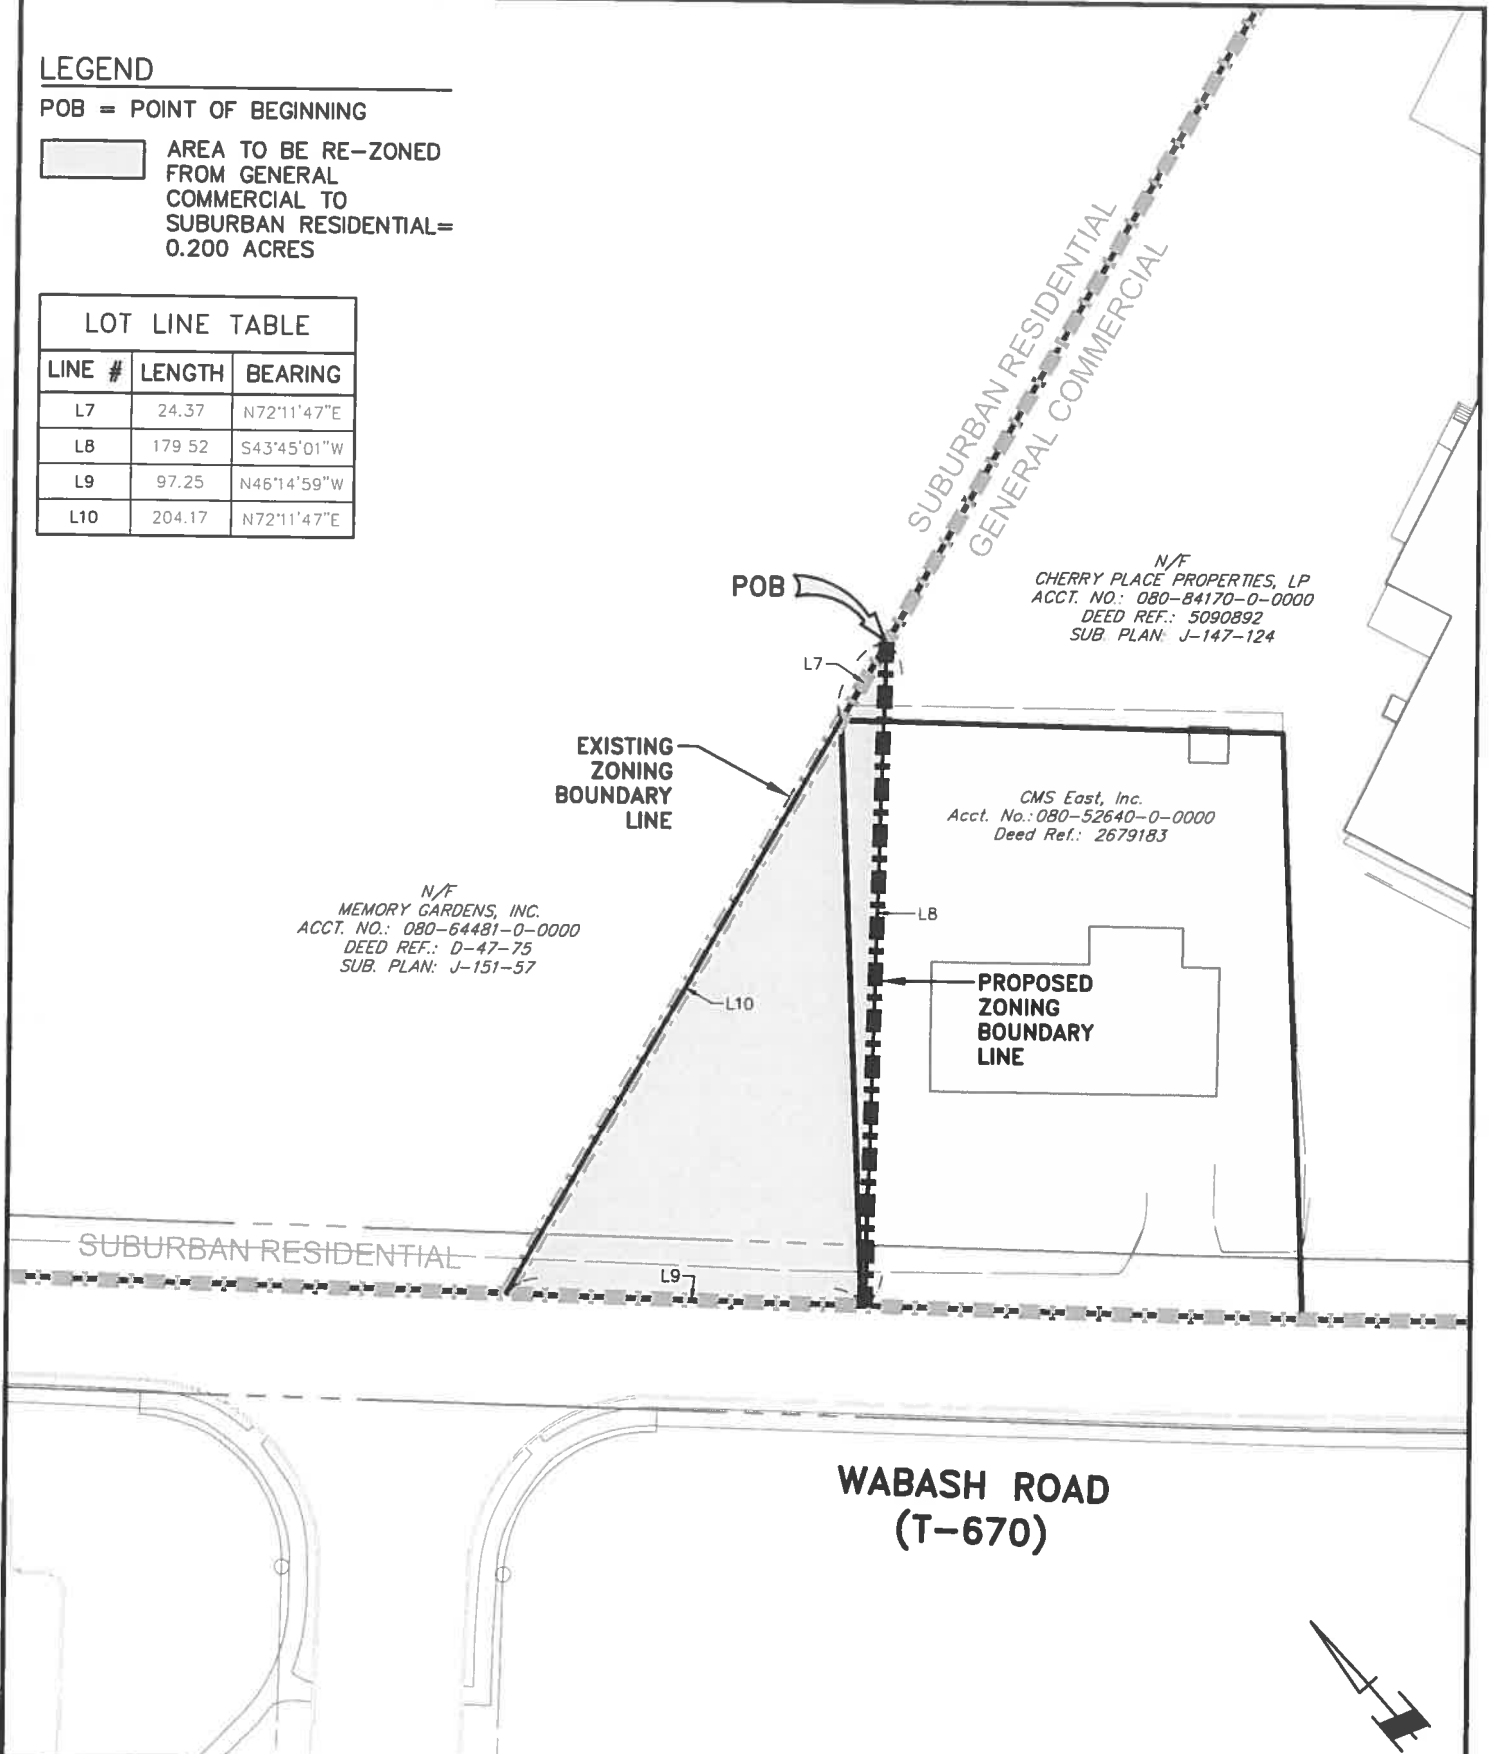 LEGEND
POB = POINT OF BEGINNING
AREA TO BE RE-ZONED
FROM GENERAL
COMMERCIAL TO
SUBURBAN RESIDENTIAL=
0.200 ACRES
LOT LINE TABLE
LINE # LENGTH BEARING
L7 24.37 N72°11'47"E
L8 179.52 S43°45'01"W
L9 97.25 N46°14'59"W
L10 204.17 N72°11'47"E
SUBURBAN RESIDENTIAL
GENERAL COMMERCIAL
POB
L7
N/F
CHERRY PLACE PROPERTIES, LP
ACCT. NO.: 080-84170-0-0000
DEED REF.: 5090892
SUB. PLAN: J-147-124
EXISTING
ZONING
BOUNDARY
LINE
CMS East, Inc.
Acct. No.: 080-52640-0-0000
Deed Ref.: 2679183
N/F
MEMORY GARDENS, INC.
ACCT. NO.: 080-64481-0-0000
DEED REF.: D-47-75
SUB. PLAN: J-151-57
L8
L10
PROPOSED
ZONING
BOUNDARY
LINE
SUBURBAN RESIDENTIAL
L9
WABASH ROAD
(T-670)